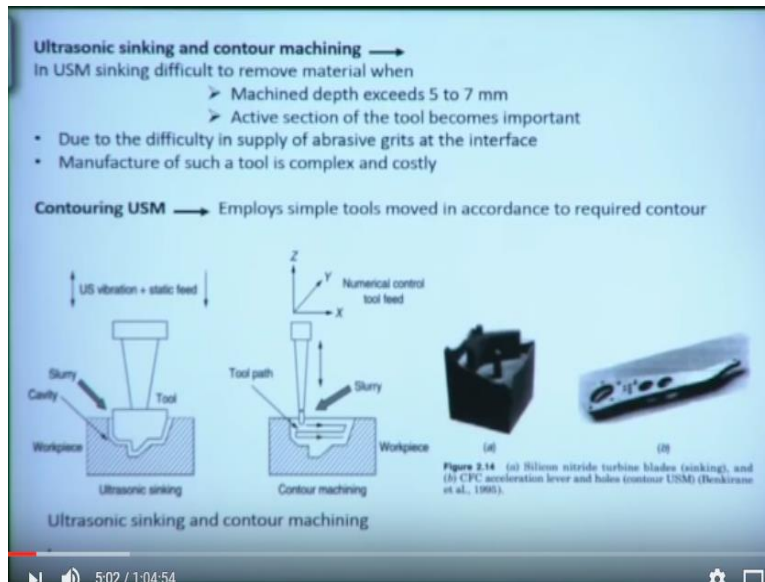 Ultrasonic sinking and contour machining
In USM sinking difficult to remove material when
➢ Machined depth exceeds 5 to 7 mm
➢ Active section of the tool becomes important
• Due to the difficulty in supply of abrasive grits at the interface
• Manufacture of such a tool is complex and costly
Contouring USM → Employs simple tools moved in accordance to required contour
US vibration + static feed
Z
Y
X
Numerical control
tool feed
Slurry
Cavity
Tool
Workpiece
Ultrasonic sinking
Tool path
Slurry
Workpiece
Contour machining
(a)
(b)
Figure 2.14 (a) Silicon nitride turbine blades (sinking), and
(b) CFC acceleration lever and holes (contour USM) (Benkirane
et al., 1995).
Ultrasonic sinking and contour machining
5:02 / 1:04:54